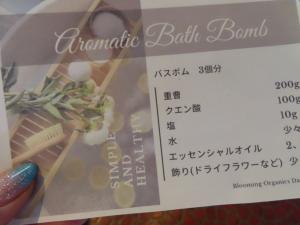 Aromatic Bath Bomb
バスボム 3個分
重曹 200g
クエン酸 100g
塩 10g
水 少々
エッセンシャルオイル 2、
飾り(ドライフラワーなど) 少
SIMPLE
AND
HEALTHY
Blooming Organics Da